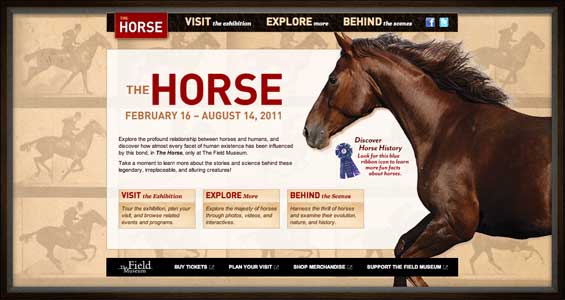 THE
HORSE
VISIT the exhibition
EXPLORE more
BEHIND the scenes
THE HORSE
FEBRUARY 16 – AUGUST 14, 2011
Explore the profound relationship between horses and humans, and
discover how almost every facet of human existence has been influenced
by this bond, in The Horse, only at The Field Museum.
Take a moment to learn more about the stories and science behind these
legendary, irreplaceable, and alluring creatures!
Discover
Horse History
Look for this blue
ribbon icon to learn
more fun facts
about horses.
VISIT the Exhibition
Tour the exhibition, plan your
visit, and browse related
events and programs.
EXPLORE More
Explore the majesty of horses
through photos, videos, and
interactives.
BEHIND the Scenes
Harness the thrill of horses
and examine their evolution,
nature, and history.
The Field
Museum
BUY TICKETS
PLAN YOUR VISIT
SHOP MERCHANDISE
SUPPORT THE FIELD MUSEUM